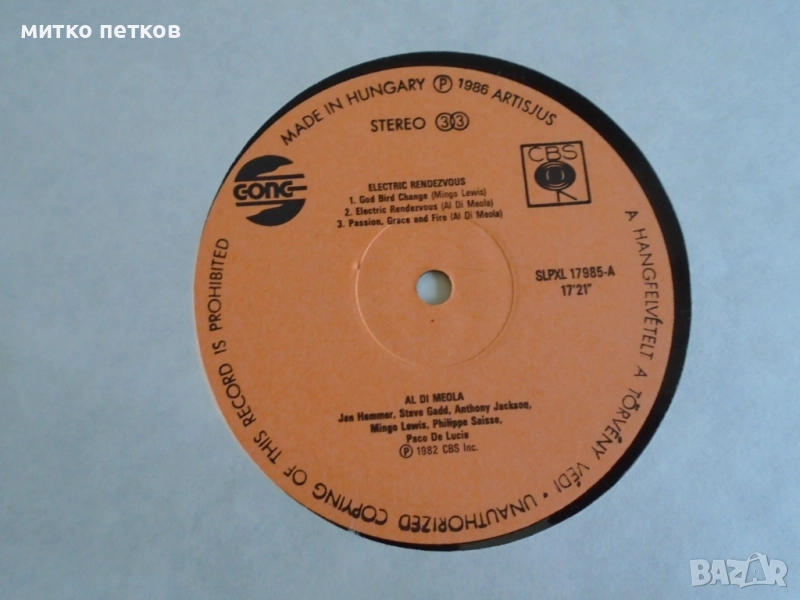 митко петков
MADE IN HUNGARY Ⓟ 1986 ARTISJUS
STEREO 33
GONG
CBS
ELECTRIC RENDEZVOUS
1. God Bird Change (Mingo Lewis)
2. Electric Rendezvous (Al Di Meola)
3. Passion, Grace and Fire (Al Di Meola)
SLPXL 17985-A
17'21"
AL DI MEOLA
Jan Hammer, Steve Gadd, Anthony Jackson,
Mingo Lewis, Philippe Saisse,
Paco De Lucia
Ⓟ 1982 CBS Inc.
A HANGFELVÉTELT A TÖRVÉNY VÉDI • UNAUTHORIZED COPYING OF THIS RECORD IS PROHIBITED
BAZAR